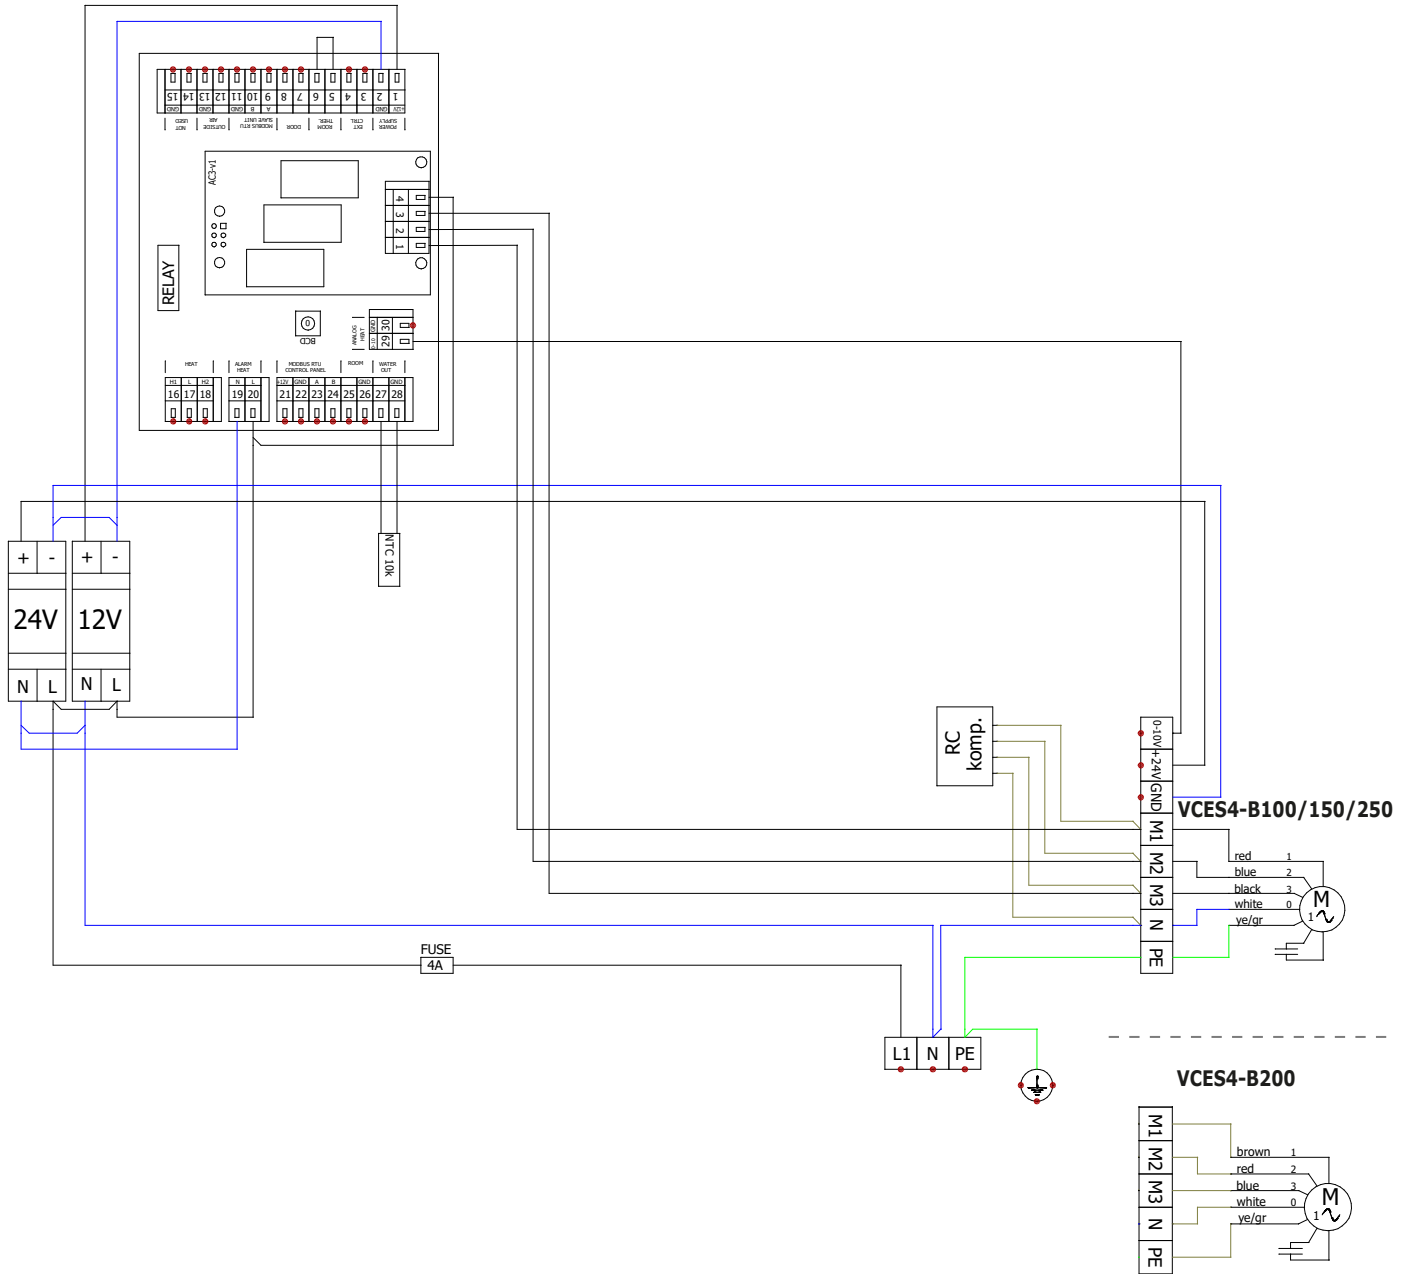 15 14 13 12 11 10 9 8 7 6 5 4 3 2 1
GND GND GND B A GND +12V
NOT USED
OUTSIDE AIR
MODBUS RTU SLAVE UNIT
DOOR
ROOM THER.
EXT CTRL
POWER SUPPLY
AC3-v1
4
3
2
1
RELAY
0
BCD
ANALOG HEAT
GND 30
0-10 29
HEAT
ALARM HEAT
MODBUS RTU CONTROL PANEL
ROOM
WATER OUT
H1 L H2 N L +12V GND A B GND GND
16 17 18 19 20 21 22 23 24 25 26 27 28
NTC 10k
+ - + -
24V 12V
N L N L
RC komp.
0-10V
+24V
GND
M1
M2
M3
N
PE
VCES4-B100/150/250
red 1
blue 2
black 3
white 0
ye/gr
M
1
FUSE
4A
L1 N PE
VCES4-B200
M1
M2
M3
N
PE
brown 1
red 2
blue 3
white 0
ye/gr
M
1